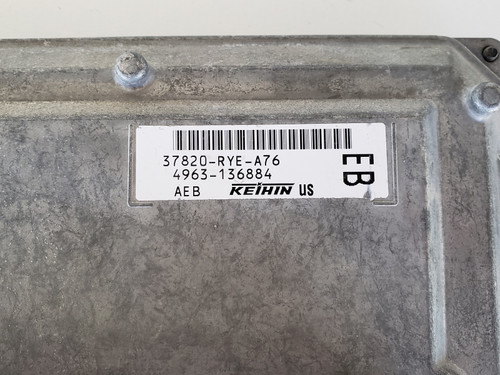 37820-RYE-A76
4963-136884
AEB KEIHIN US
EB